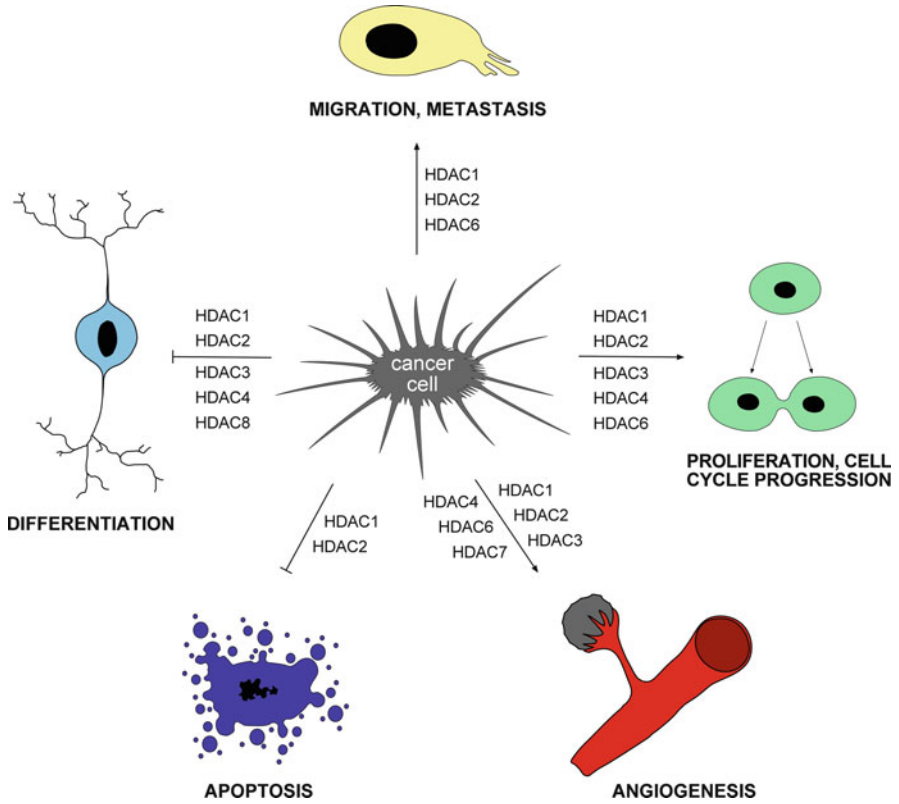 MIGRATION, METASTASIS
HDAC1
HDAC2
HDAC6
HDAC1
HDAC2
HDAC3
HDAC4
HDAC8
DIFFERENTIATION
cancer
cell
HDAC1
HDAC2
HDAC3
HDAC4
HDAC6
PROLIFERATION, CELL
CYCLE PROGRESSION
HDAC1
HDAC2
APOPTOSIS
HDAC4
HDAC6
HDAC7
HDAC1
HDAC2
HDAC3
ANGIOGENESIS